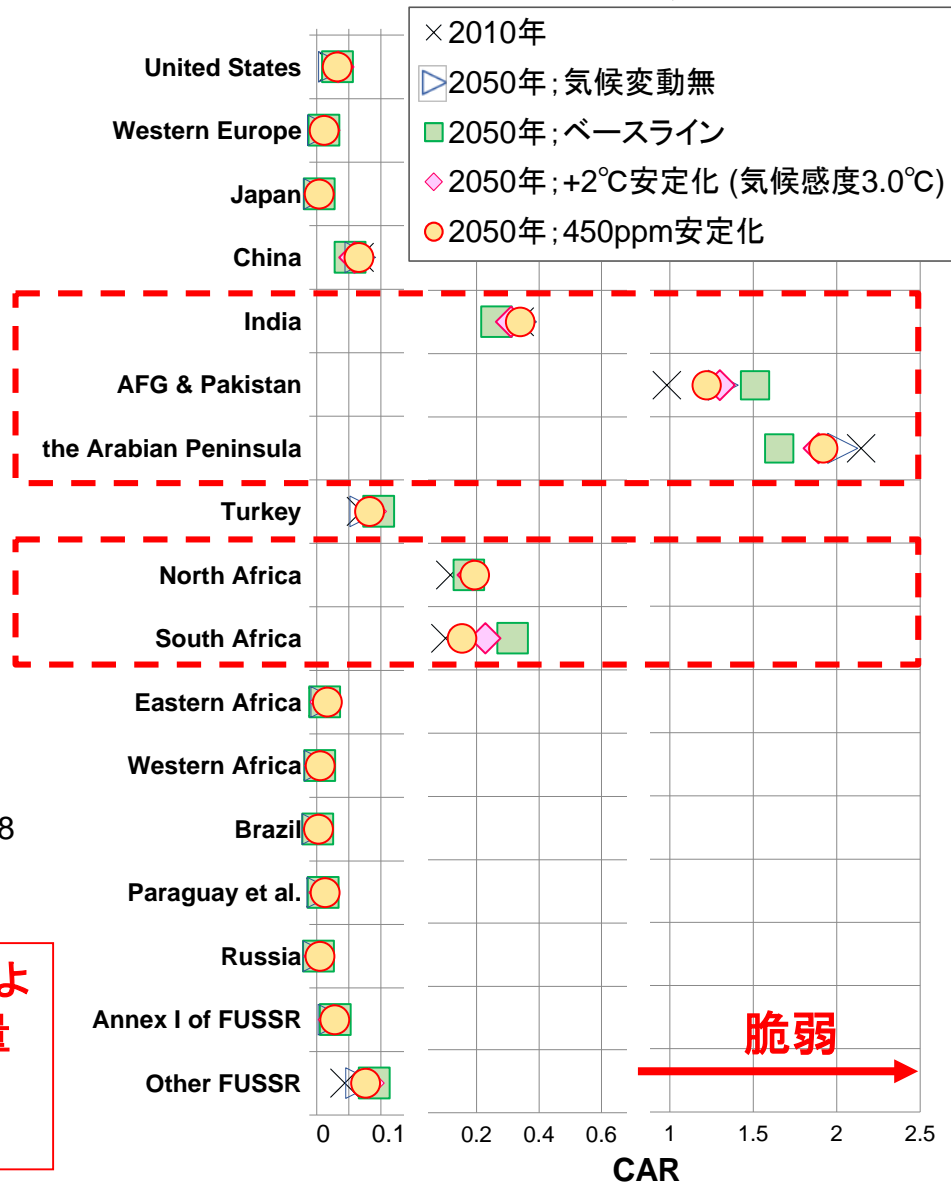 ×2010年
2050年;気候変動無
2050年;ベースライン
2050年;+2℃安定化 (気候感度3.0℃)
2050年;450ppm安定化
United States
Western Europe
Japan
China
India
AFG & Pakistan
the Arabian Peninsula
Turkey
North Africa
South Africa
Eastern Africa
Western Africa
8
Brazil
Paraguay et al.
Russia
よ
Annex I of FUSSR
脆弱
Other FUSSR
0 0.1 0.2 0.4 0.6 1 1.5 2 2.5
CAR